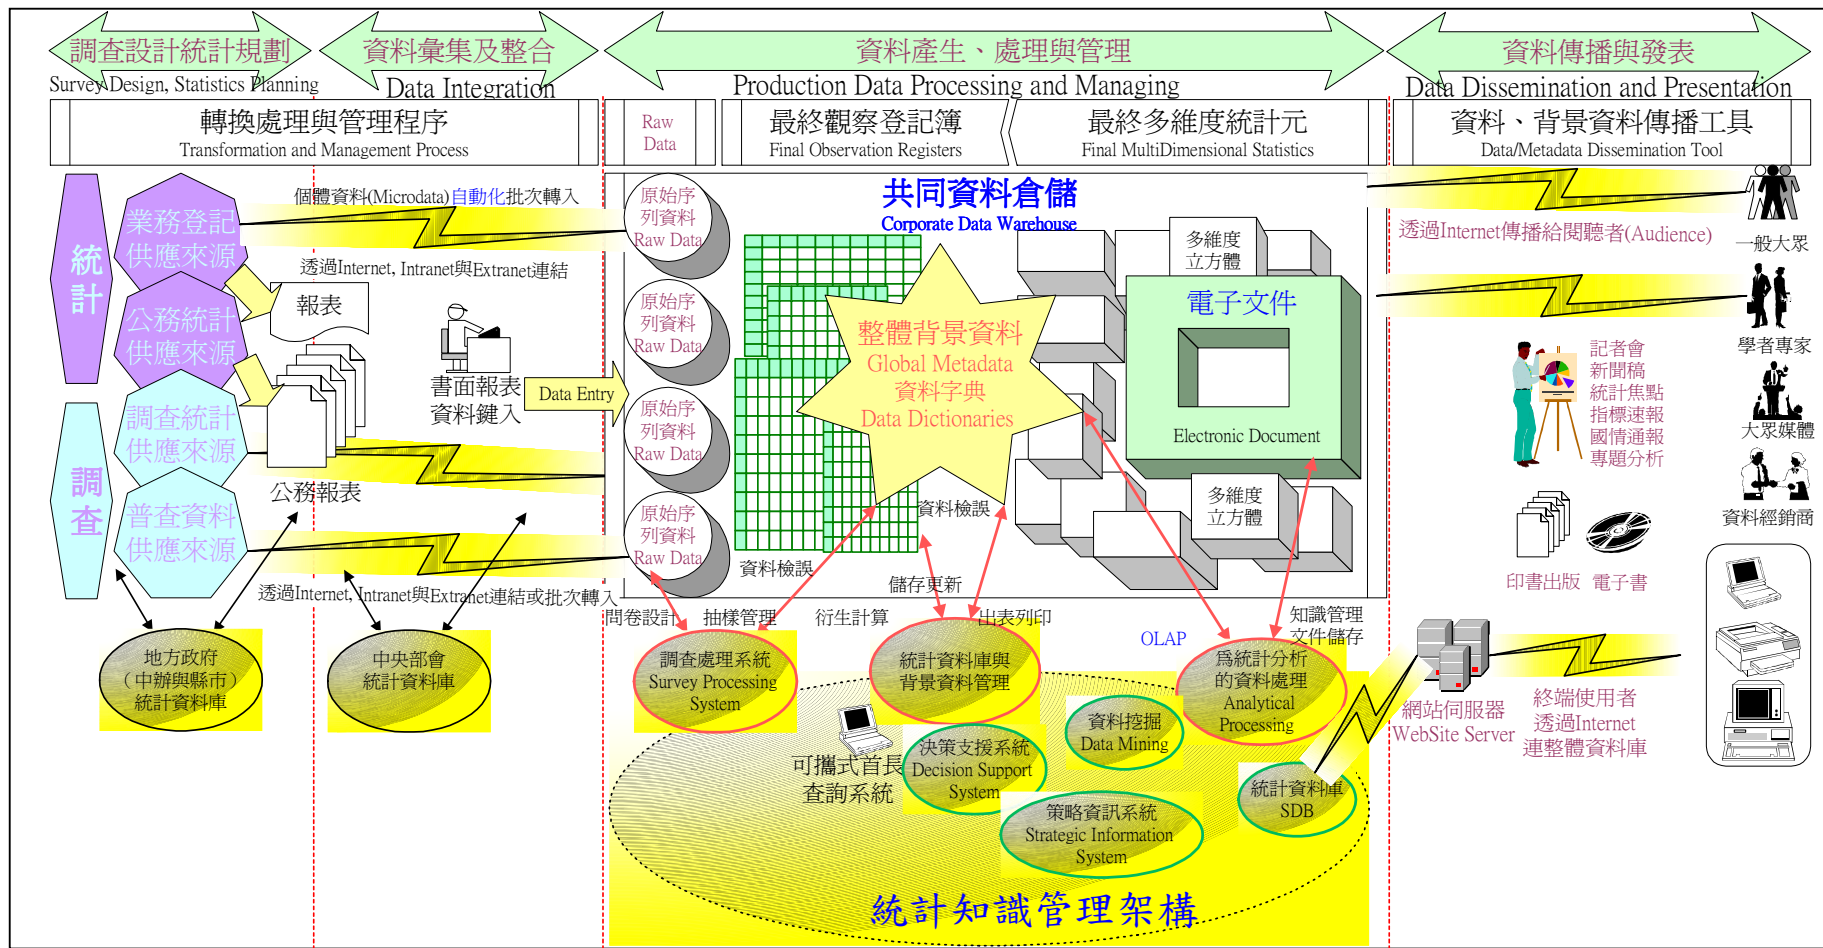 調查設計統計規劃
Survey Design, Statistics Planning
資料彙集及整合
Data Integration
資料產生、處理與管理
Production Data Processing and Managing
資料傳播與發表
Data Dissemination and Presentation
轉換處理與管理程序
Transformation and Management Process
Raw
Data
最終觀察登記簿
Final Observation Registers
最終多維度統計元
Final MultiDimensional Statistics
資料、背景資料傳播工具
Data/Metadata Dissemination Tool
統計
調查
業務登記
供應來源
公務統計
供應來源
調查統計
供應來源
普查資料
供應來源
個體資料(Microdata)自動化批次轉入
透過Internet, Intranet與Extranet連結
報表
書面報表
資料鍵入
Data Entry
公務報表
透過Internet, Intranet與Extranet連結或批次轉入
地方政府
（中辦與縣市）
統計資料庫
中央部會
統計資料庫
原始序
列資料
Raw Data
原始序
列資料
Raw Data
原始序
列資料
Raw Data
原始序
列資料
Raw Data
共同資料倉儲
Corporate Data Warehouse
整體背景資料
Global Metadata
資料字典
Data Dictionaries
多維度
立方體
電子文件
Electronic Document
多維度
立方體
資料檢誤
資料檢誤
儲存更新
問卷設計
抽樣管理
衍生計算
出表列印
OLAP
知識管理
文件儲存
調查處理系統
Survey Processing
System
統計資料庫與
背景資料管理
為統計分析
的資料處理
Analytical
Processing
可攜式首長
查詢系統
決策支援系統
Decision Support
System
資料挖掘
Data Mining
策略資訊系統
Strategic Information
System
統計資料庫
SDB
統計知識管理架構
透過Internet傳播給閱聽者(Audience)
一般大眾
學者專家
大眾媒體
資料經銷商
記者會
新聞稿
統計焦點
指標速報
國情通報
專題分析
印書出版
電子書
網站伺服器
WebSite Server
終端使用者
透過Internet
連整體資料庫